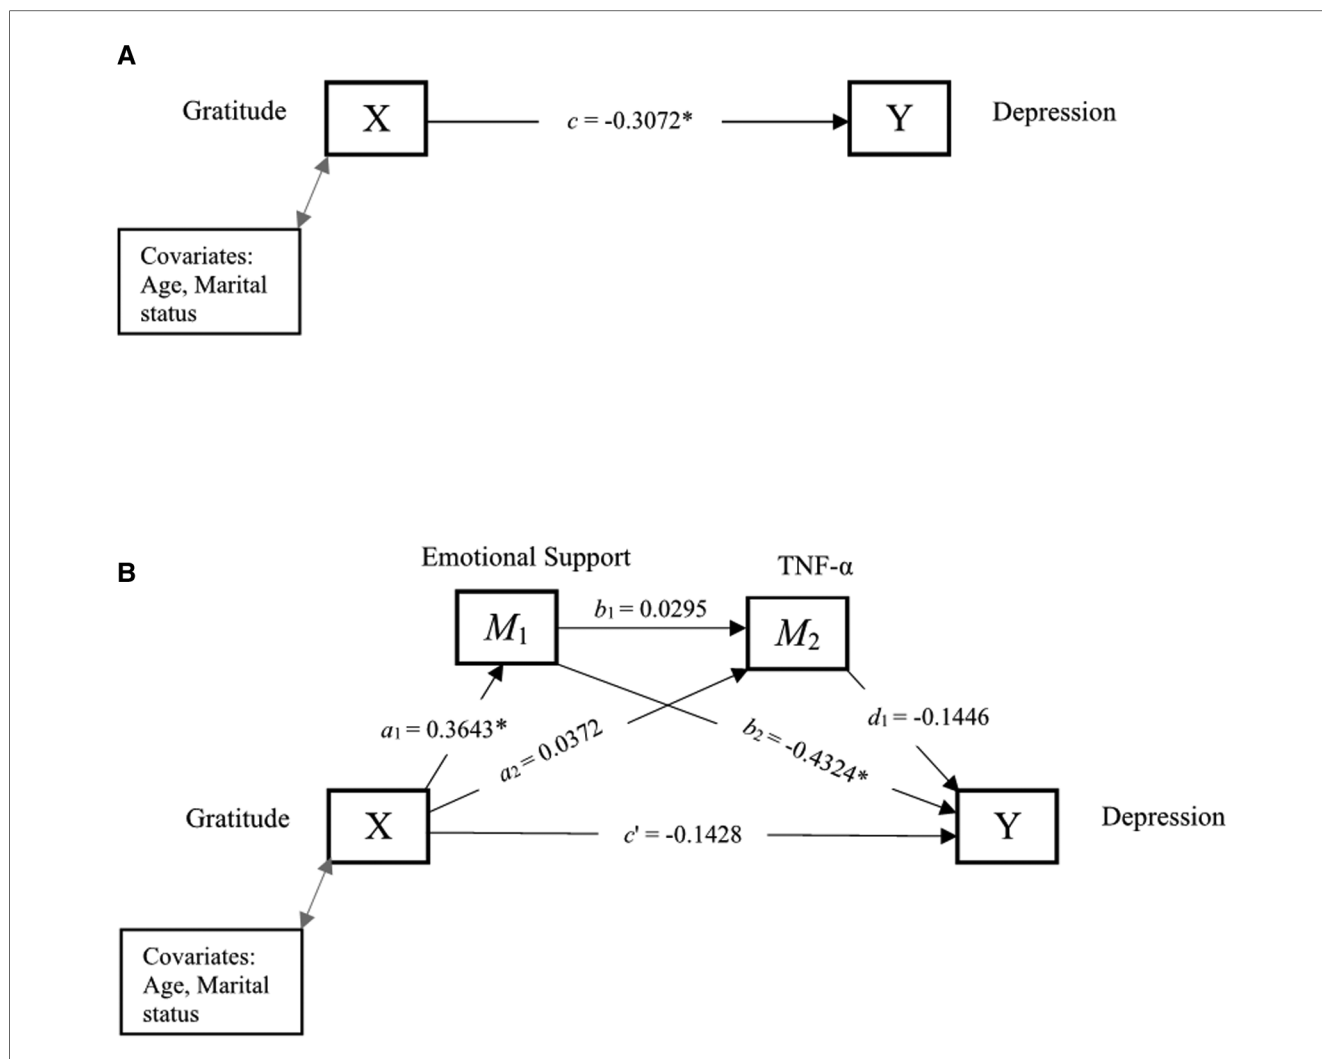 A
Gratitude
X
c = -0.3072*
Y
Depression
Covariates:
Age, Marital
status
B
Emotional Support
TNF-α
M1
b1 = 0.0295
M2
a1 = 0.3643*
a2 = 0.0372
b2 = -0.4324*
d1 = -0.1446
Gratitude
X
c' = -0.1428
Y
Depression
Covariates:
Age, Marital
status